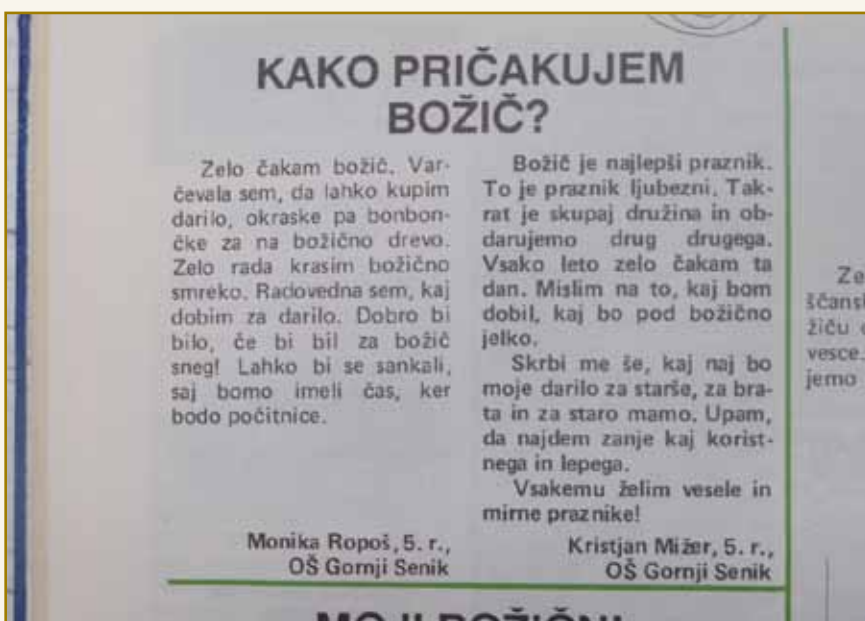 KAKO PRIČAKUJEM
BOŽIČ?
Zelo čakam božič. Var-
čevala sem, da lahko kupim
darilo, okraske pa bonbon-
čke za na božično drevo.
Zelo rada krasim božično
smreko. Radovedna sem, kaj
dobim za darilo. Dobro bi
bilo, če bi bil za božič
sneg! Lahko bi se sankali,
saj bomo imeli čas, ker
bodo počitnice.
Monika Ropoš, 5. r.,
OŠ Gornji Senik
Božič je najlepši praznik.
To je praznik ljubezni. Tak-
rat je skupaj družina in ob-
darujemo drug drugega.
Vsako leto zelo čakam ta
dan. Mislim na to, kaj bom
dobil, kaj bo pod božično
jelko.
Skrbi me še, kaj naj bo
moje darilo za starše, za bra-
ta in za staro mamo. Upam,
da najdem zanje kaj korist-
nega in lepega.
Vsakemu želim vesele in
mirne praznike!
Kristjan Mižer, 5. r.,
OŠ Gornji Senik
Ze
ščansk
žiču
vesce.
jemo
MOJI BOŽIČNI